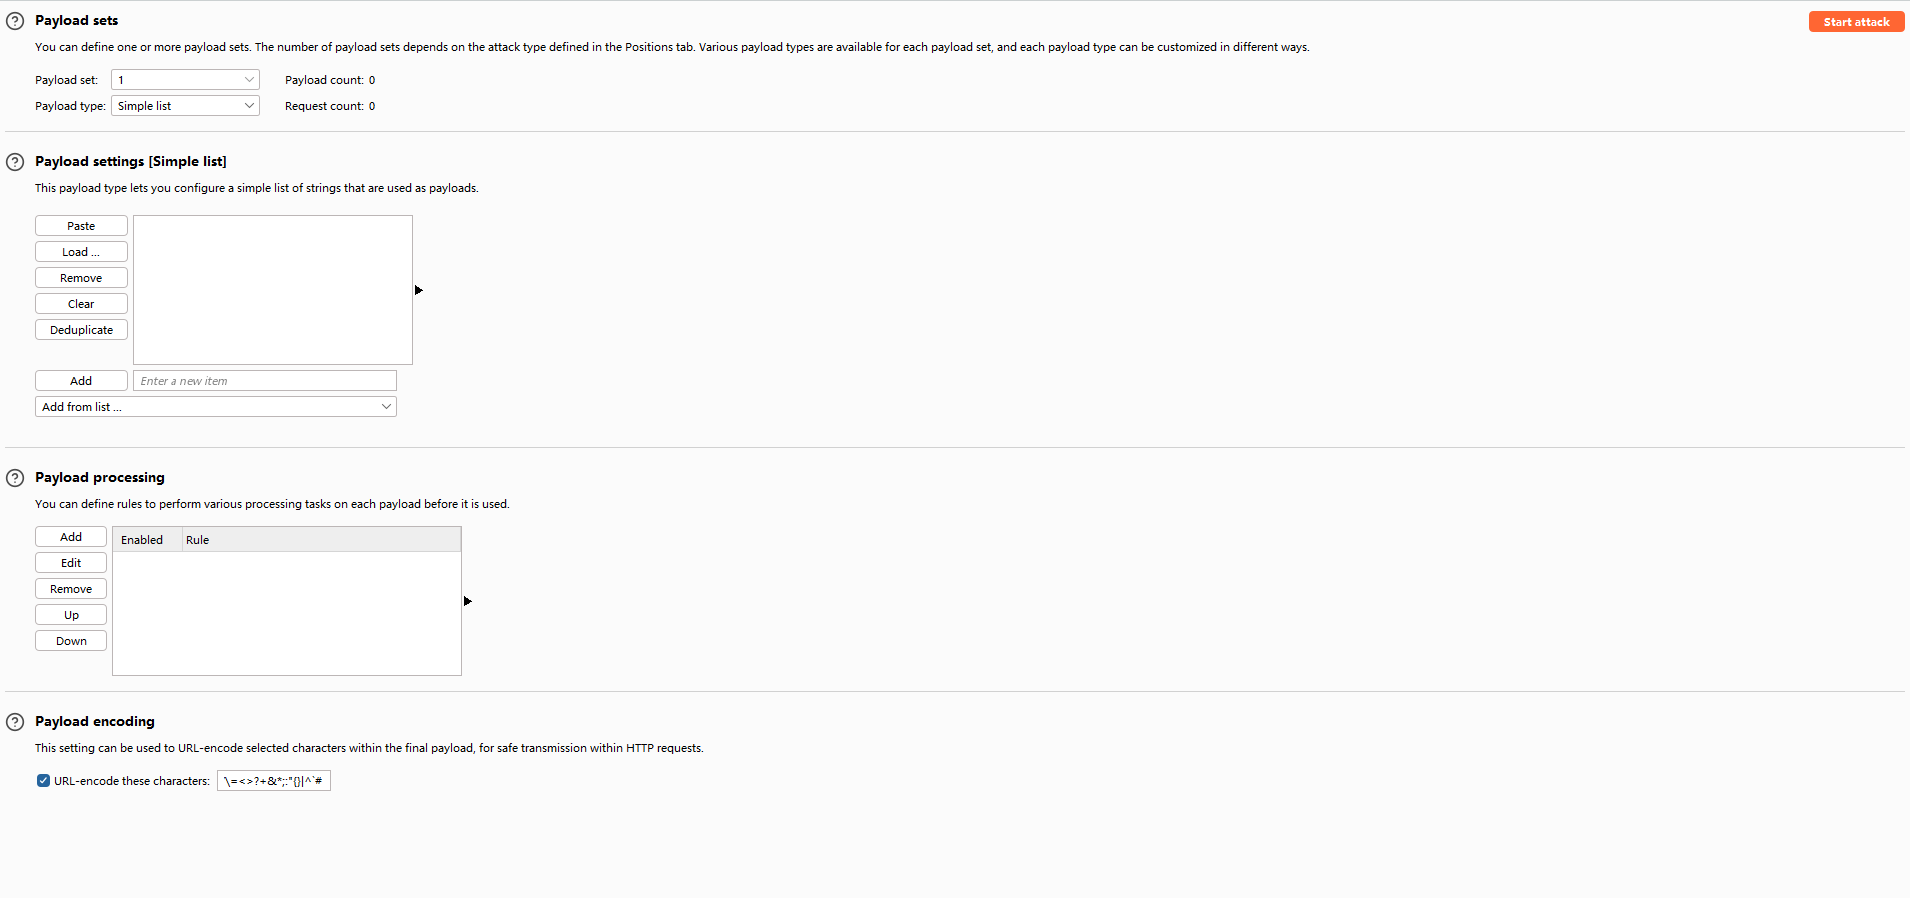 Payload sets
Start attack
You can define one or more payload sets. The number of payload sets depends on the attack type defined in the Positions tab. Various payload types are available for each payload set, and each payload type can be customized in different ways.
Payload set: 1 Payload count: 0
Payload type: Simple list Request count: 0
Payload settings [Simple list]
This payload type lets you configure a simple list of strings that are used as payloads.
Paste
Load ...
Remove
Clear
Deduplicate
Add Enter a new item
Add from list ...
Payload processing
You can define rules to perform various processing tasks on each payload before it is used.
Add
Enabled Rule
Edit
Remove
Up
Down
Payload encoding
This setting can be used to URL-encode selected characters within the final payload, for safe transmission within HTTP requests.
URL-encode these characters: \=<>?+&*;:"{}|^`#